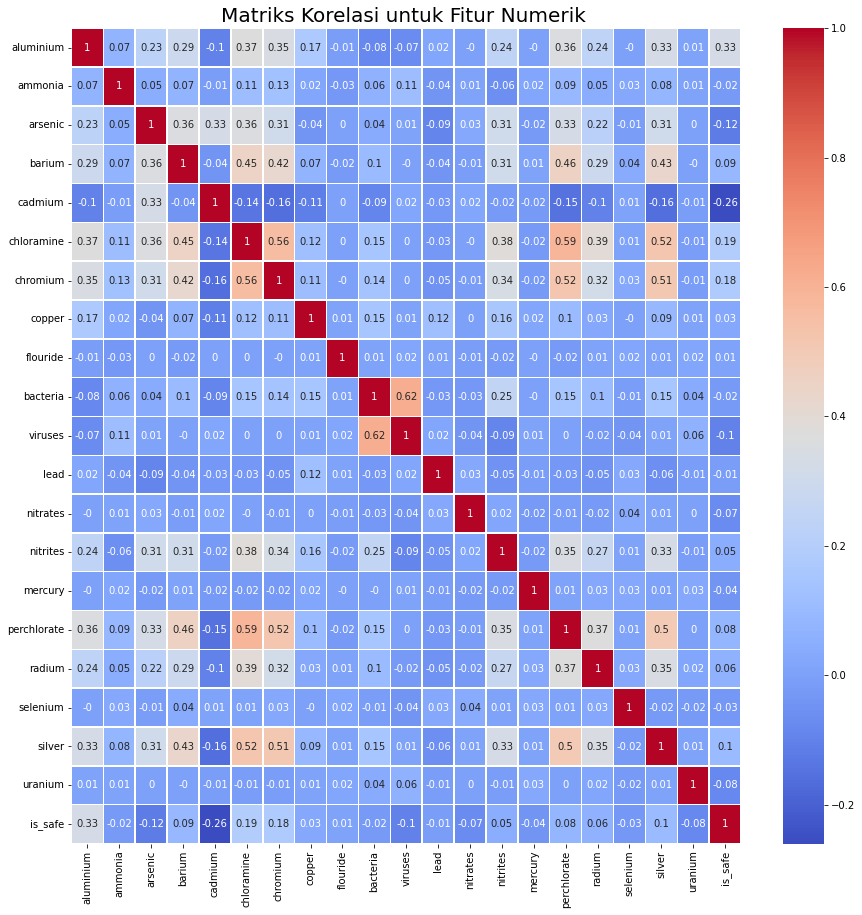 Matriks Korelasi untuk Fitur Numerik
aluminium 1 0.07 0.23 0.29 -0.1 0.37 0.35 0.17 -0.01 -0.08 -0.07 0.02 -0 0.24 -0 0.36 0.24 -0 0.33 0.01 0.33
ammonia 0.07 1 0.05 0.07 -0.01 0.11 0.13 0.02 -0.03 0.06 0.11 -0.04 0.01 -0.06 0.02 0.09 0.05 0.03 0.08 0.01 -0.02
arsenic 0.23 0.05 1 0.36 0.33 0.36 0.31 -0.04 0 0.04 0.01 -0.09 0.03 0.31 -0.02 0.33 0.22 -0.01 0.31 0 -0.12
barium 0.29 0.07 0.36 1 -0.04 0.45 0.42 0.07 -0.02 0.1 -0 -0.04 -0.01 0.31 0.01 0.46 0.29 0.04 0.43 -0 0.09
cadmium -0.1 -0.01 0.33 -0.04 1 -0.14 -0.16 -0.11 0 -0.09 0.02 -0.03 0.02 -0.02 -0.02 -0.15 -0.1 0.01 -0.16 -0.01 -0.26
chloramine 0.37 0.11 0.36 0.45 -0.14 1 0.56 0.12 0 0.15 0 -0.03 -0 0.38 -0.02 0.59 0.39 0.01 0.52 -0.01 0.19
chromium 0.35 0.13 0.31 0.42 -0.16 0.56 1 0.11 -0 0.14 0 -0.05 -0.01 0.34 -0.02 0.52 0.32 0.03 0.51 -0.01 0.18
copper 0.17 0.02 -0.04 0.07 -0.11 0.12 0.11 1 0.01 0.15 0.01 0.12 0 0.16 0.02 0.1 0.03 -0 0.09 0.01 0.03
flouride -0.01 -0.03 0 -0.02 0 0 -0 0.01 1 0.01 0.02 0.01 -0.01 -0.02 -0 -0.02 0.01 0.02 0.01 0.02 0.01
bacteria -0.08 0.06 0.04 0.1 -0.09 0.15 0.14 0.15 0.01 1 0.62 -0.03 -0.03 0.25 -0 0.15 0.1 -0.01 0.15 0.04 -0.02
viruses -0.07 0.11 0.01 -0 0.02 0 0 0.01 0.02 0.62 1 0.02 -0.04 -0.09 0.01 0 -0.02 -0.04 0.01 0.06 -0.1
lead 0.02 -0.04 -0.09 -0.04 -0.03 -0.03 -0.05 0.12 0.01 -0.03 0.02 1 0.03 -0.05 -0.01 -0.03 -0.05 0.03 -0.06 -0.01 -0.01
nitrates -0 0.01 0.03 -0.01 0.02 -0 -0.01 0 -0.01 -0.03 -0.04 0.03 1 0.02 -0.02 -0.01 -0.02 0.04 -0.01 0 -0.07
nitrites 0.24 -0.06 0.31 0.31 -0.02 0.38 0.34 0.16 -0.02 0.25 -0.09 -0.05 0.02 1 -0.02 0.35 0.27 0.01 0.33 -0.01 0.05
mercury -0 0.02 -0.02 0.01 -0.02 -0.02 -0.02 0.02 -0 -0 0.01 -0.01 -0.02 -0.02 1 0.01 0.03 0.03 0.01 0.03 -0.04
perchlorate 0.36 0.09 0.33 0.46 -0.15 0.59 0.52 0.1 -0.02 0.15 0 -0.03 -0.01 0.35 0.01 1 0.37 0.01 0.5 0 0.08
radium 0.24 0.05 0.22 0.29 -0.1 0.39 0.32 0.03 0.01 0.1 -0.02 -0.05 -0.02 0.27 0.03 0.37 1 0.03 0.35 0.02 0.06
selenium -0 0.03 -0.01 0.04 0.01 0.01 0.03 -0 0.02 -0.01 -0.04 0.03 0.04 0.01 0.03 0.01 0.03 1 -0.02 -0.02 -0.03
silver 0.33 0.08 0.31 0.43 -0.16 0.52 0.51 0.09 0.01 0.15 0.01 -0.06 -0.01 0.33 0.01 0.5 0.35 -0.02 1 0.01 0.1
uranium 0.01 0.01 0 -0 -0.01 -0.01 -0.01 0.01 0.02 0.04 0.06 -0.01 0 -0.01 0.03 0 0.02 -0.02 0.01 1 -0.08
is_safe 0.33 -0.02 -0.12 0.09 -0.26 0.19 0.18 0.03 0.01 -0.02 -0.1 -0.01 -0.07 0.05 -0.04 0.08 0.06 -0.03 0.1 -0.08 1
aluminium ammonia arsenic barium cadmium chloramine chromium copper flouride bacteria viruses lead nitrates nitrites mercury perchlorate radium selenium silver uranium is_safe
1.0
0.8
0.6
0.4
0.2
0.0
−0.2